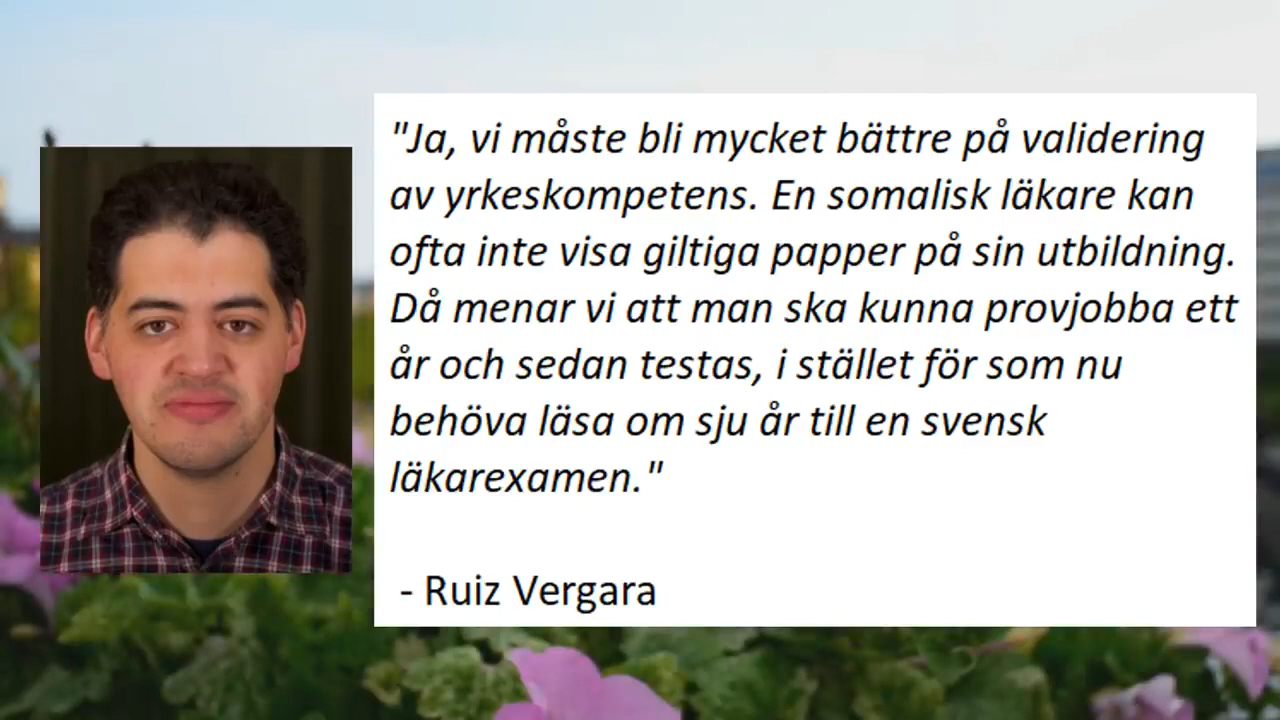 "Ja, vi måste bli mycket bättre på validering
av yrkeskompetens. En somalisk läkare kan
ofta inte visa giltiga papper på sin utbildning.
Då menar vi att man ska kunna provjobba ett
år och sedan testas, i stället för som nu
behöva läsa om sju år till en svensk
läkarexamen."
- Ruiz Vergara